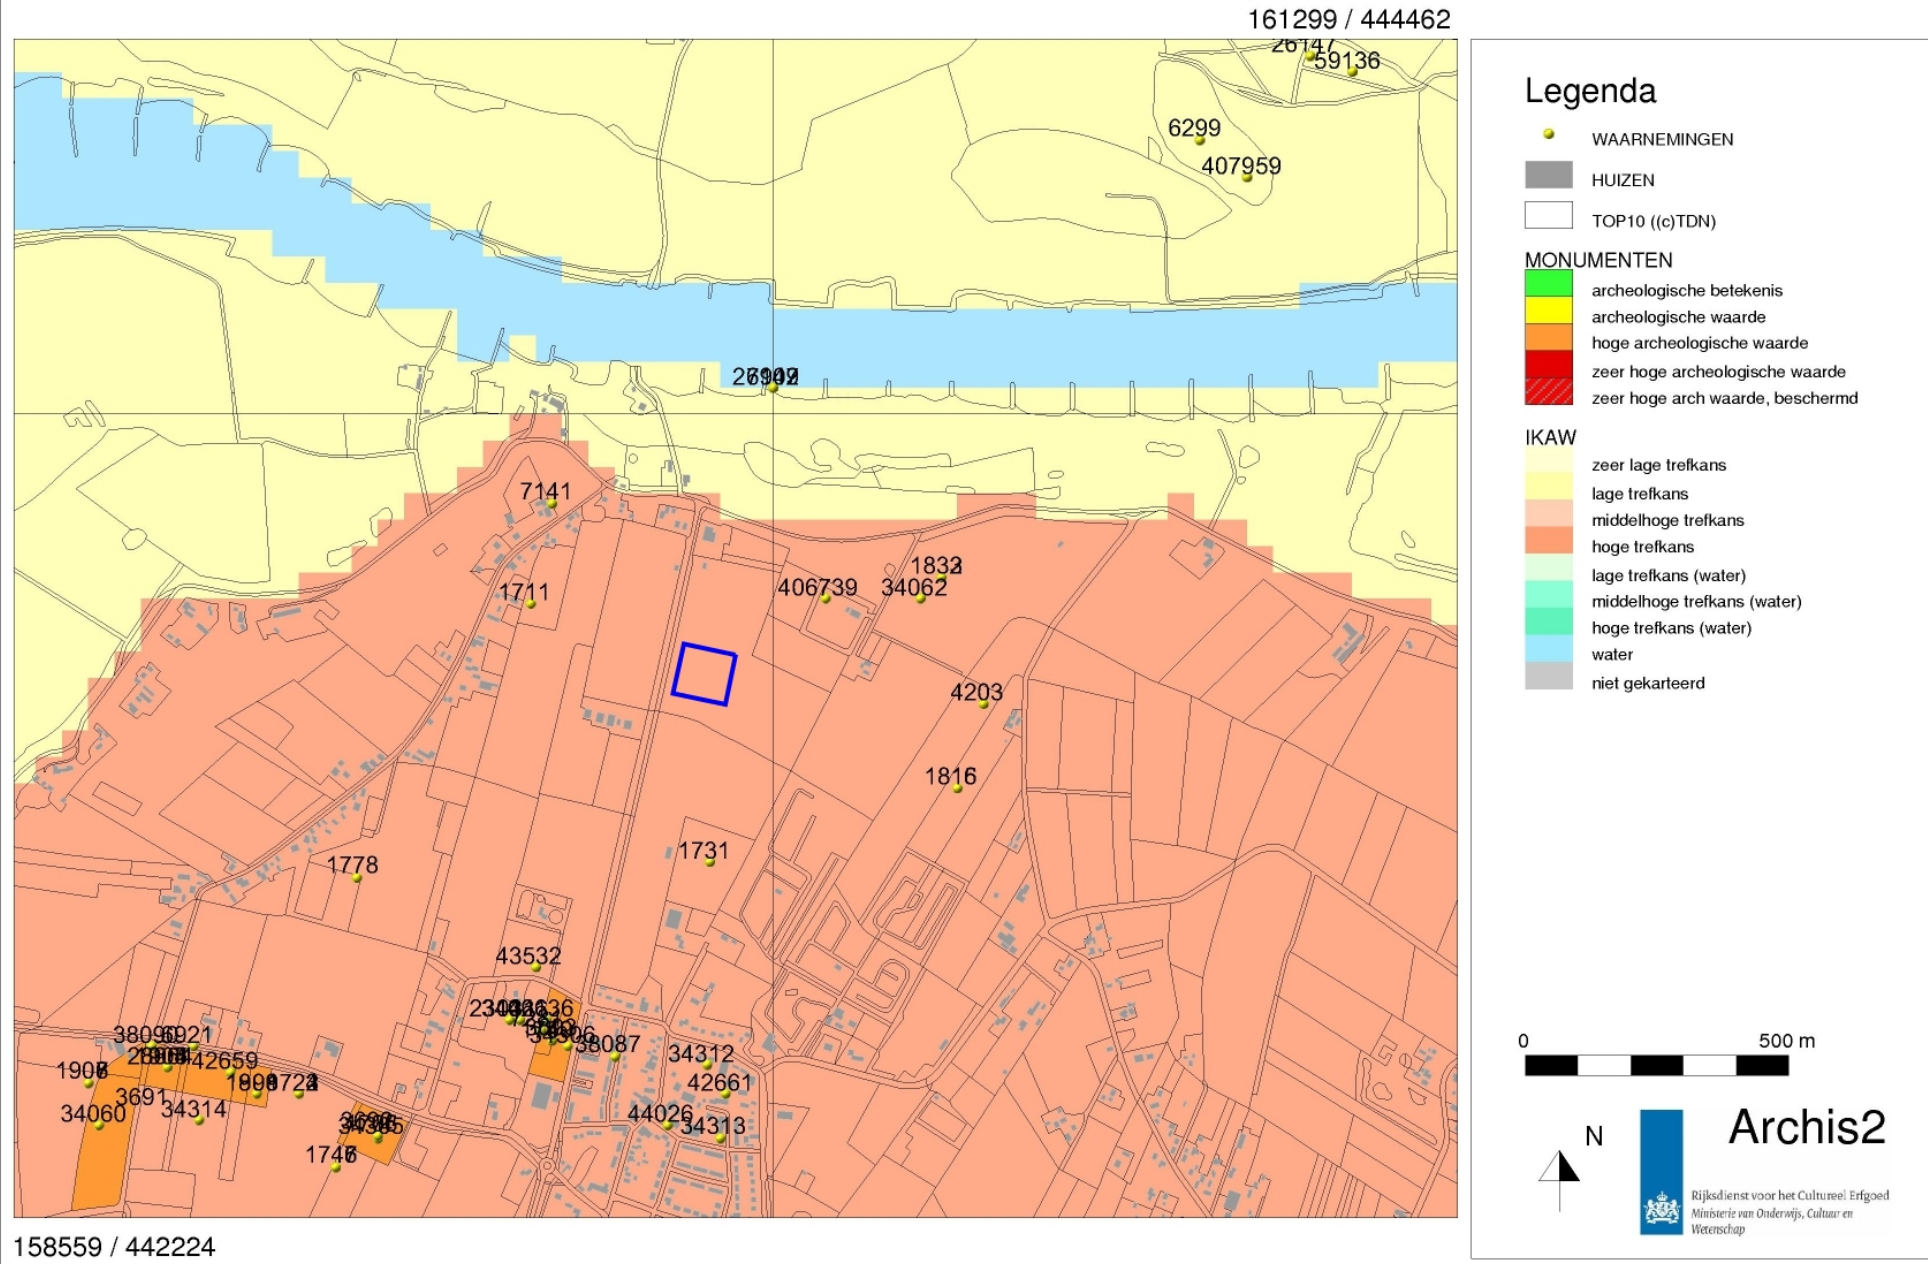 161299 / 444462
26147
59136
6299
407959
7141
1711
406739
34062
4203
1816
1731
1778
43532
38087
34312
42661
44026
34313
38090
6921
42659
3691
34314
34060
158559 / 442224
Legenda
WAARNEMINGEN
HUIZEN
TOP10 ((c)TDN)
MONUMENTEN
archeologische betekenis
archeologische waarde
hoge archeologische waarde
zeer hoge archeologische waarde
zeer hoge arch waarde, beschermd
IKAW
zeer lage trefkans
lage trefkans
middelhoge trefkans
hoge trefkans
lage trefkans (water)
middelhoge trefkans (water)
hoge trefkans (water)
water
niet gekarteerd
0 500 m
N
Archis2
Rijksdienst voor het Cultureel Erfgoed
Ministerie van Onderwijs, Cultuur en
Wetenschap